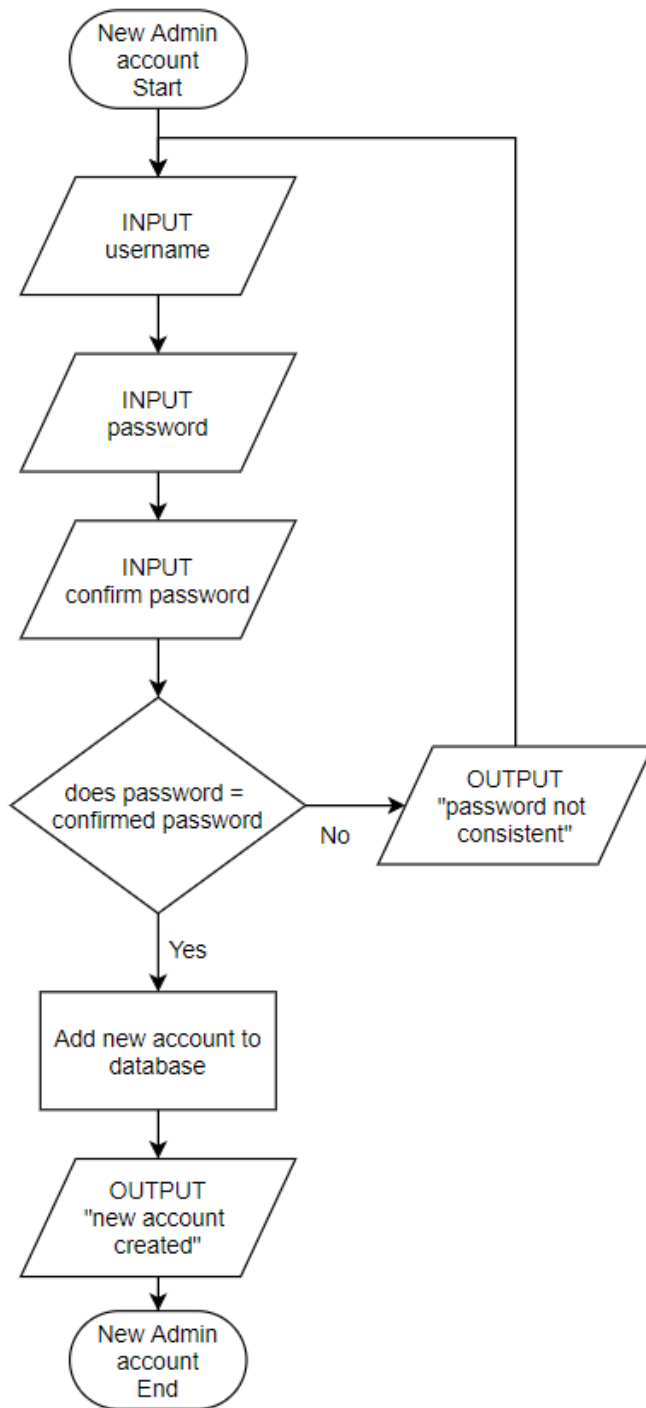 New Admin
account
Start
INPUT
username
INPUT
password
INPUT
confirm password
does password =
confirmed password
No
OUTPUT
"password not
consistent"
Yes
Add new account to
database
OUTPUT
"new account
created"
New Admin
account
End